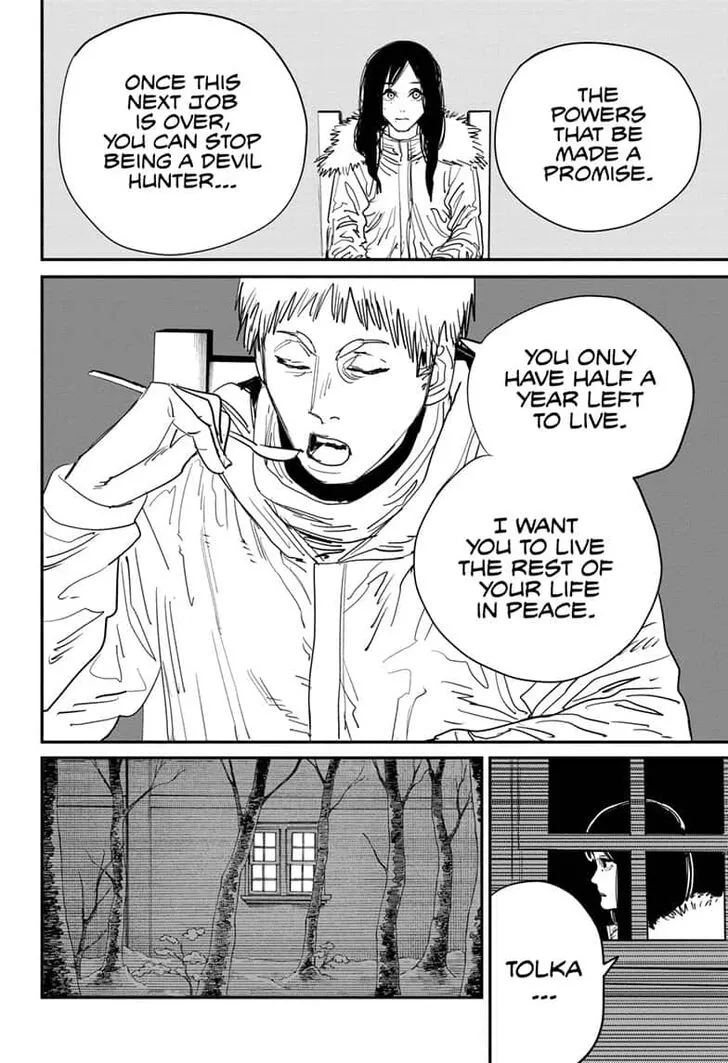 THE
POWERS
THAT BE
MADE A
PROMISE.
ONCE THIS
NEXT JOB
IS OVER,
YOU CAN STOP
BEING A DEVIL
HUNTER...
YOU ONLY
HAVE HALF A
YEAR LEFT
TO LIVE.
I WANT
YOU TO LIVE
THE REST OF
YOUR LIFE
IN PEACE.
TOLKA
...